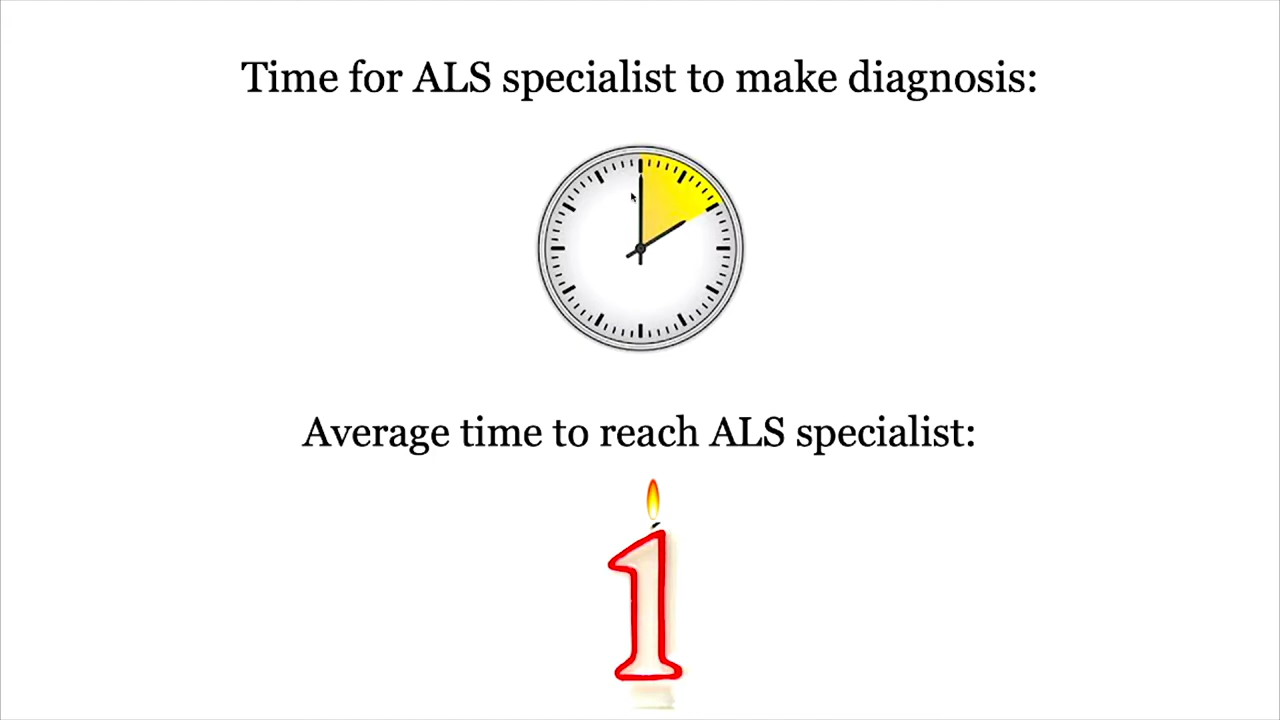 Time for ALS specialist to make diagnosis:
Average time to reach ALS specialist:
1